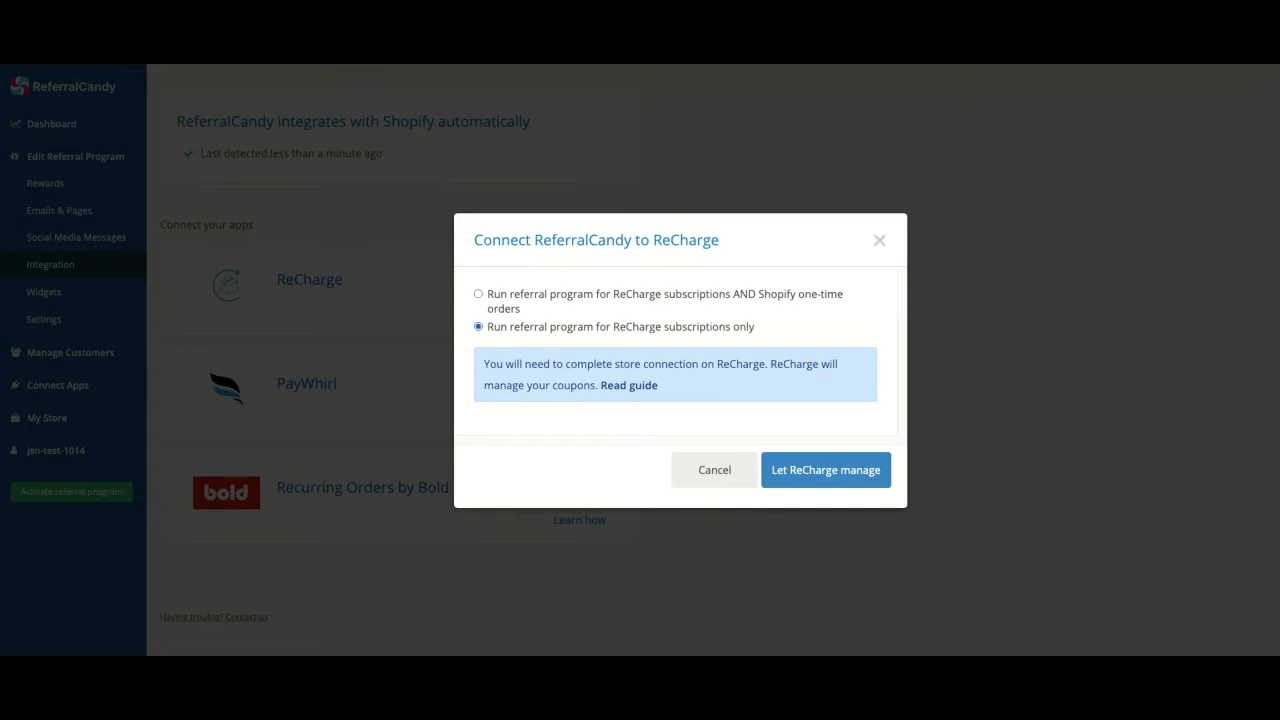 ReferralCandy
Dashboard
Edit Referral Program
Rewards
Emails & Pages
Social Media Messages
Integration
Widgets
Settings
Manage Customers
Connect Apps
My Store
jsn-test-1014
Activate referral program
ReferralCandy integrates with Shopify automatically
Last detected less than a minute ago
Connect your apps
ReCharge
PayWhirl
bold
Recurring Orders by Bold
Learn how
Having trouble? Contact us
Connect ReferralCandy to ReCharge
Run referral program for ReCharge subscriptions AND Shopify one-time
orders
Run referral program for ReCharge subscriptions only
You will need to complete store connection on ReCharge. ReCharge will
manage your coupons. Read guide
Cancel
Let ReCharge manage